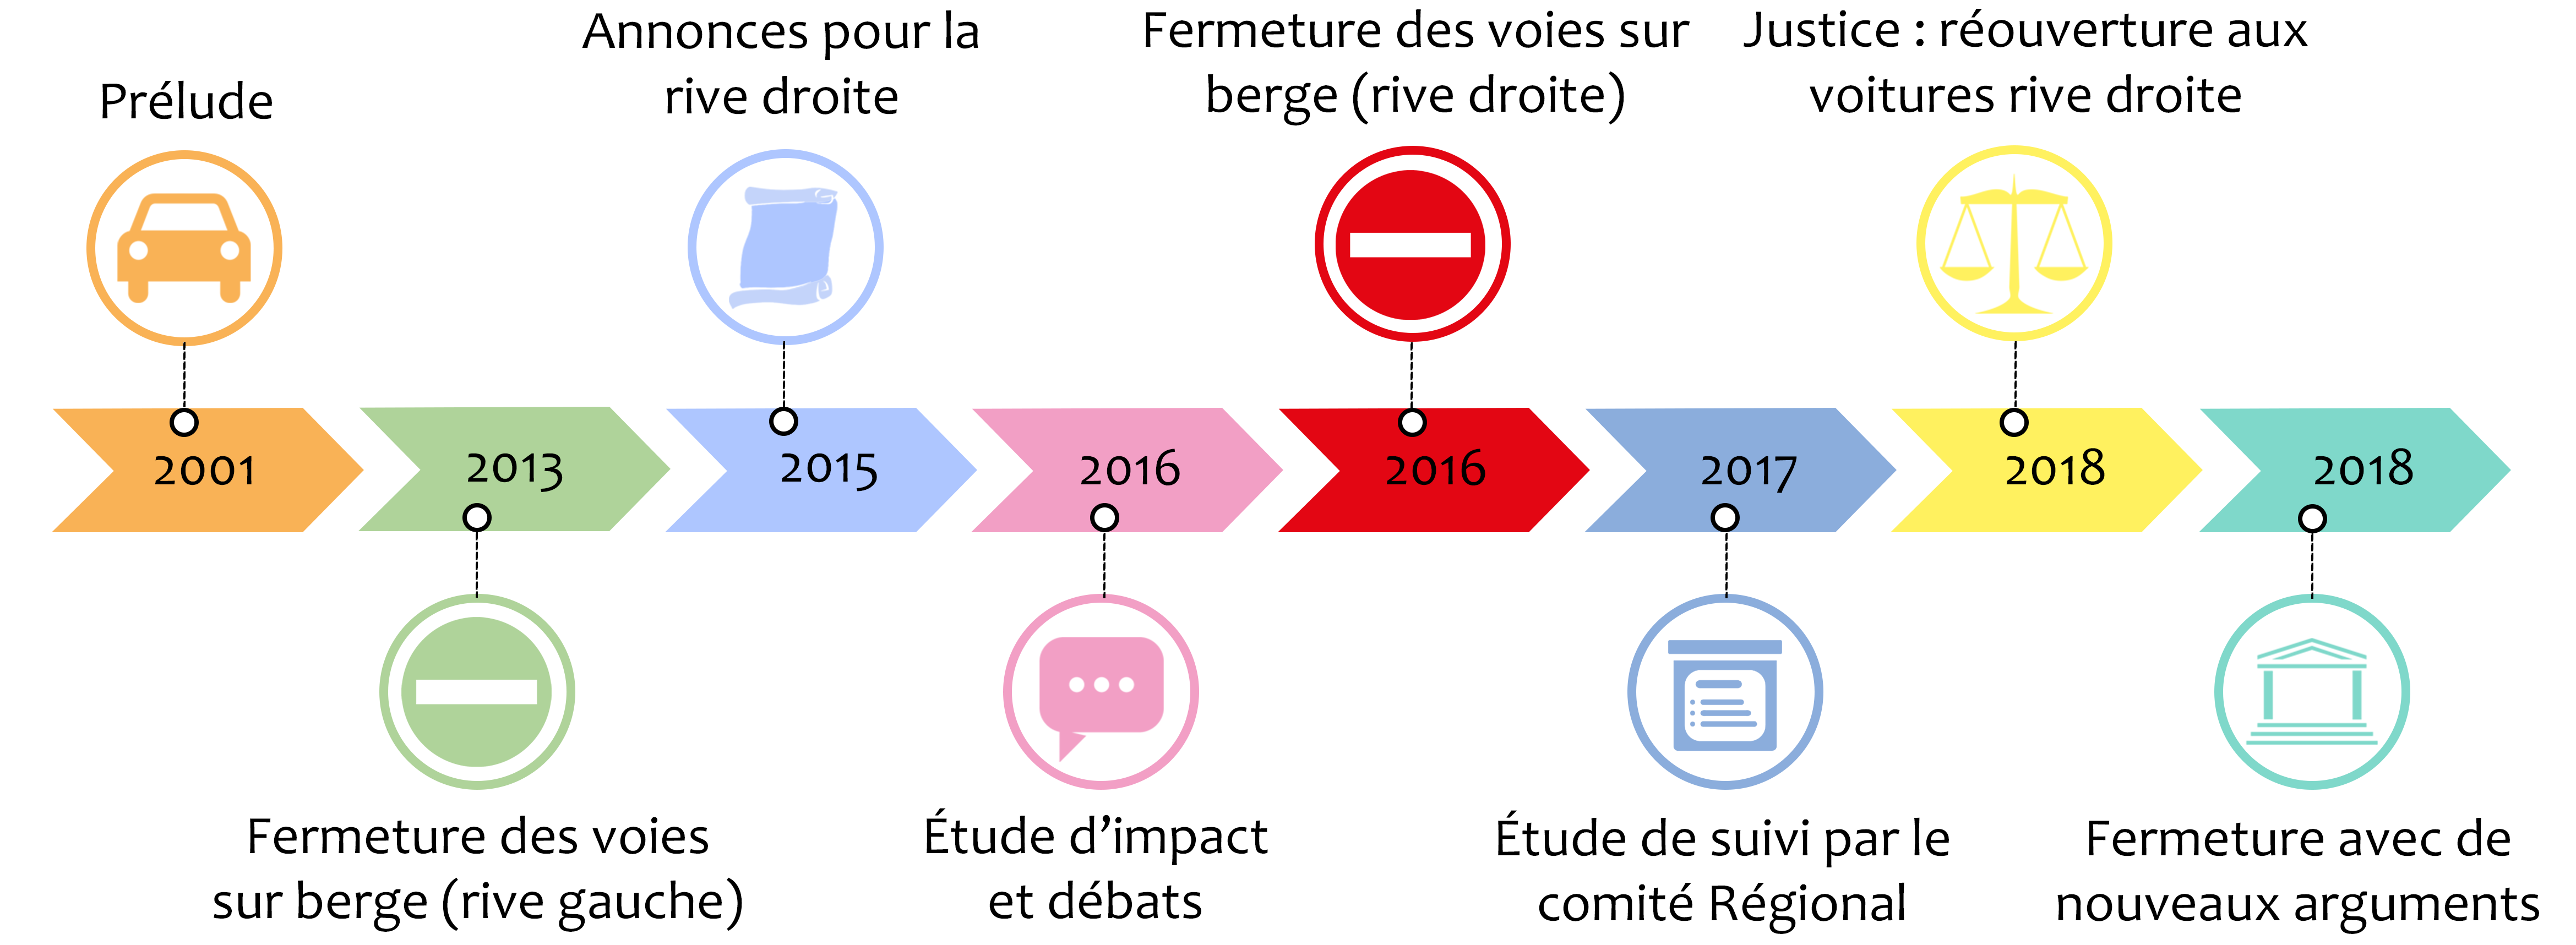 Prélude
Annonces pour la
rive droite
Fermeture des voies sur
berge (rive droite)
Justice : réouverture aux
voitures rive droite
2001
2013
2015
2016
2016
2017
2018
2018
Fermeture des voies
sur berge (rive gauche)
Étude d’impact
et débats
Étude de suivi par le
comité Régional
Fermeture avec de
nouveaux arguments